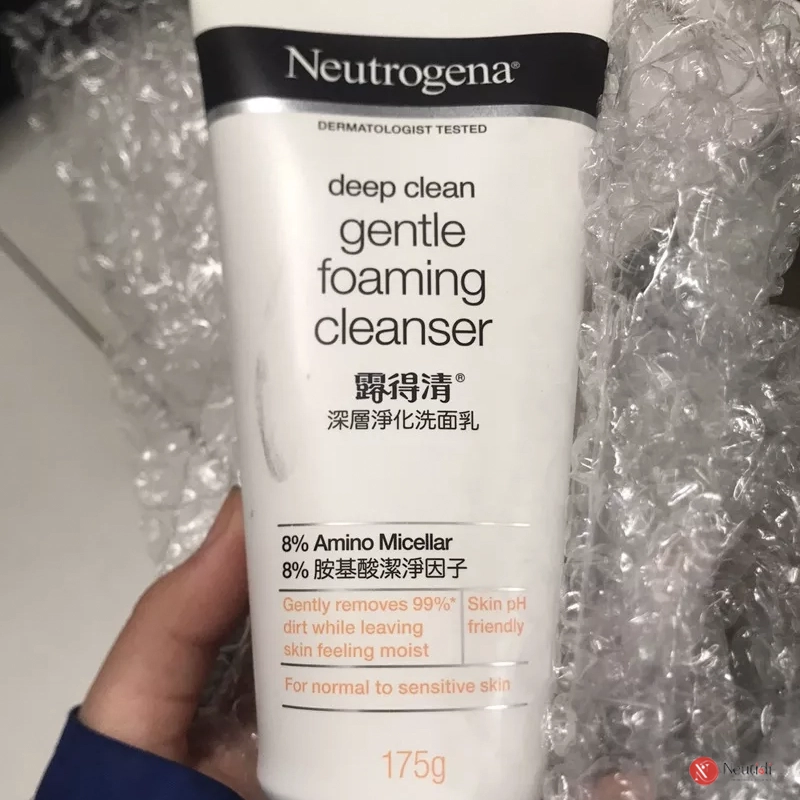 Neutrogena®
DERMATOLOGIST TESTED
deep clean
gentle
foaming
cleanser
露得清®
深層淨化洗面乳
8% Amino Micellar
8% 胺基酸潔淨因子
Gently removes 99%*
dirt while leaving
skin feeling moist
Skin pH
friendly
For normal to sensitive skin
175g